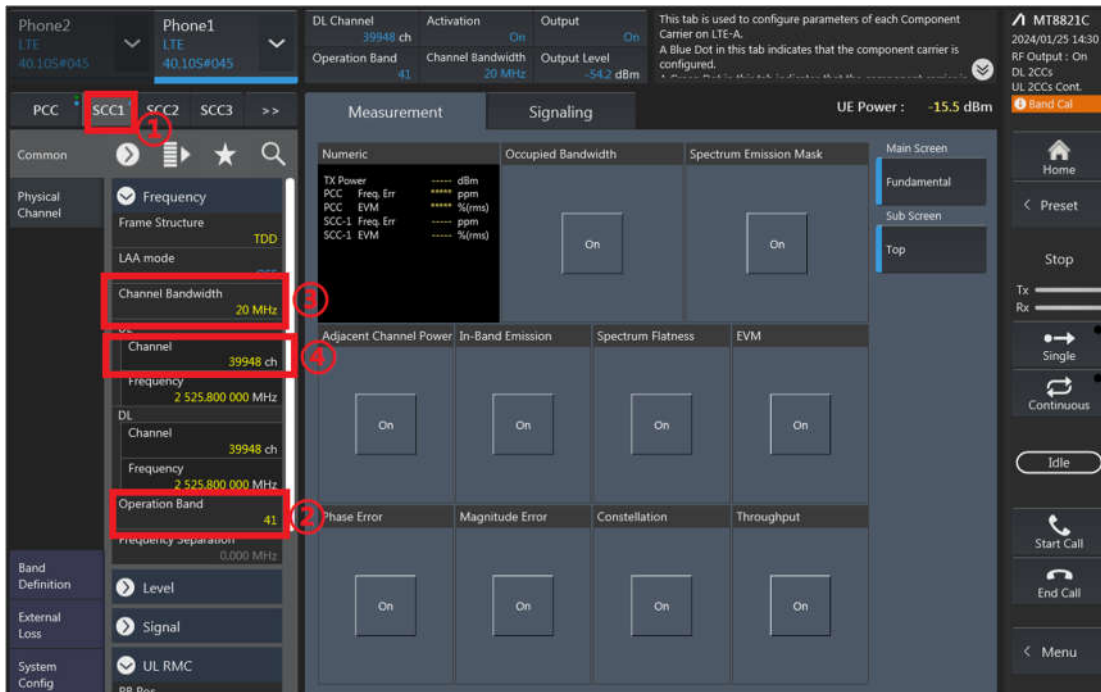 Phone2
LTE
40.10S#045
Phone1
LTE
40.10S#045
DL Channel
39948 ch
Activation
On
Output
On
Operation Band
41
Channel Bandwidth
20 MHz
Output Level
-54.2 dBm
This tab is used to configure parameters of each Component
Carrier on LTE-A.
A Blue Dot in this tab indicates that the component carrier is
configured.
MT8821C
2024/01/25 14:30
RF Output : On
DL 2CCs
UL 2CCs Cont.
Band Cal
PCC
SCC1
SCC2
SCC3
>>
①
Measurement
Signaling
UE Power : -15.5 dBm
Common
Physical
Channel
Band
Definition
External
Loss
System
Config
Frequency
Frame Structure
TDD
LAA mode
OFF
Channel Bandwidth
20 MHz
③
UL
Channel
39948 ch
④
Frequency
2 525.800 000 MHz
DL
Channel
39948 ch
Frequency
2 525.800 000 MHz
Operation Band
41
②
Frequency Separation
0.000 MHz
Level
Signal
UL RMC
RB Pos
Numeric
TX Power ----- dBm
PCC Freq. Err ***** ppm
PCC EVM ***** %(rms)
SCC-1 Freq. Err ----- ppm
SCC-1 EVM ----- %(rms)
Occupied Bandwidth
On
Spectrum Emission Mask
On
Adjacent Channel Power
On
In-Band Emission
On
Spectrum Flatness
On
EVM
On
Phase Error
On
Magnitude Error
On
Constellation
On
Throughput
On
Main Screen
Fundamental
Sub Screen
Top
Home
< Preset
Stop
Tx
Rx
Single
Continuous
Idle
Start Call
End Call
< Menu